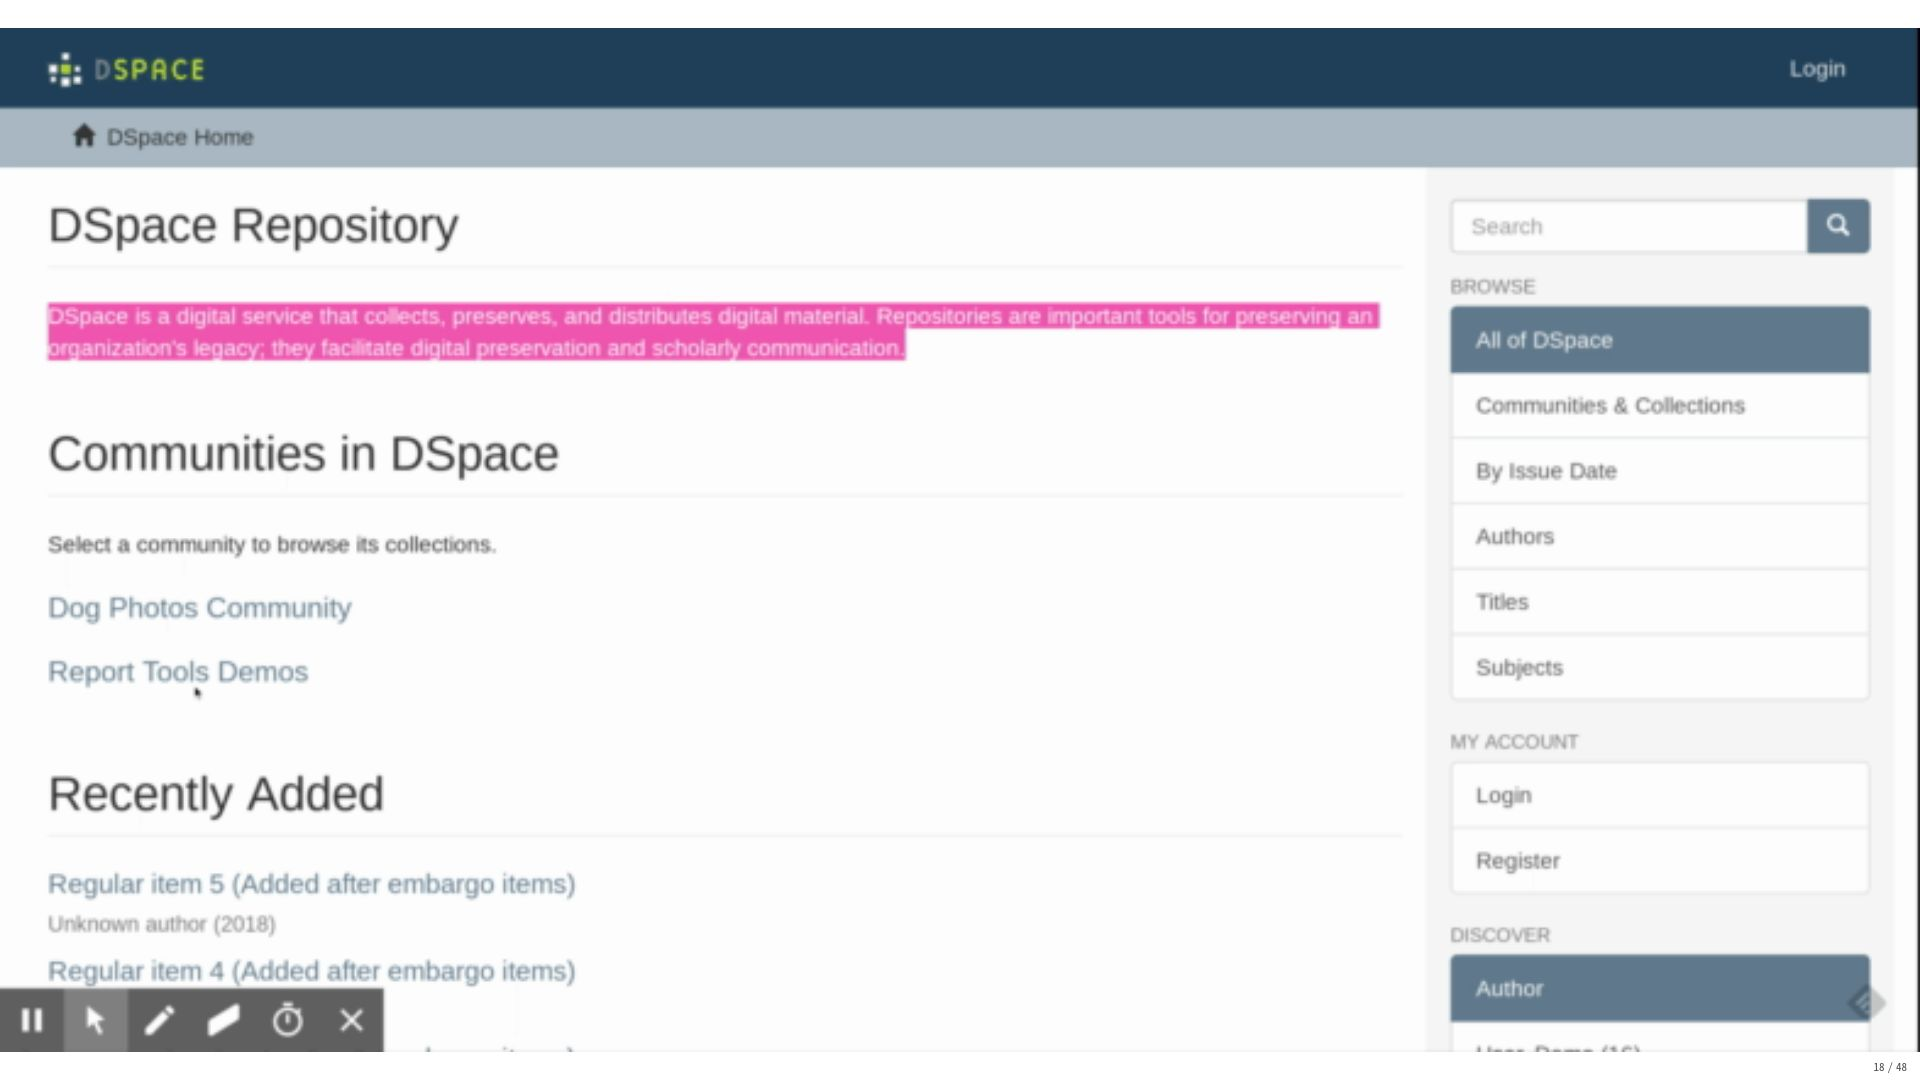 DSPACE
Login
DSpace Home
DSpace Repository
DSpace is a digital service that collects, preserves, and distributes digital material. Repositories are important tools for preserving an
organization's legacy; they facilitate digital preservation and scholarly communication.
Communities in DSpace
Select a community to browse its collections.
Dog Photos Community
Report Tools Demos
Recently Added
Regular item 5 (Added after embargo items)
Unknown author (2018)
Regular item 4 (Added after embargo items)
Search
BROWSE
All of DSpace
Communities & Collections
By Issue Date
Authors
Titles
Subjects
MY ACCOUNT
Login
Register
DISCOVER
Author
18 / 48